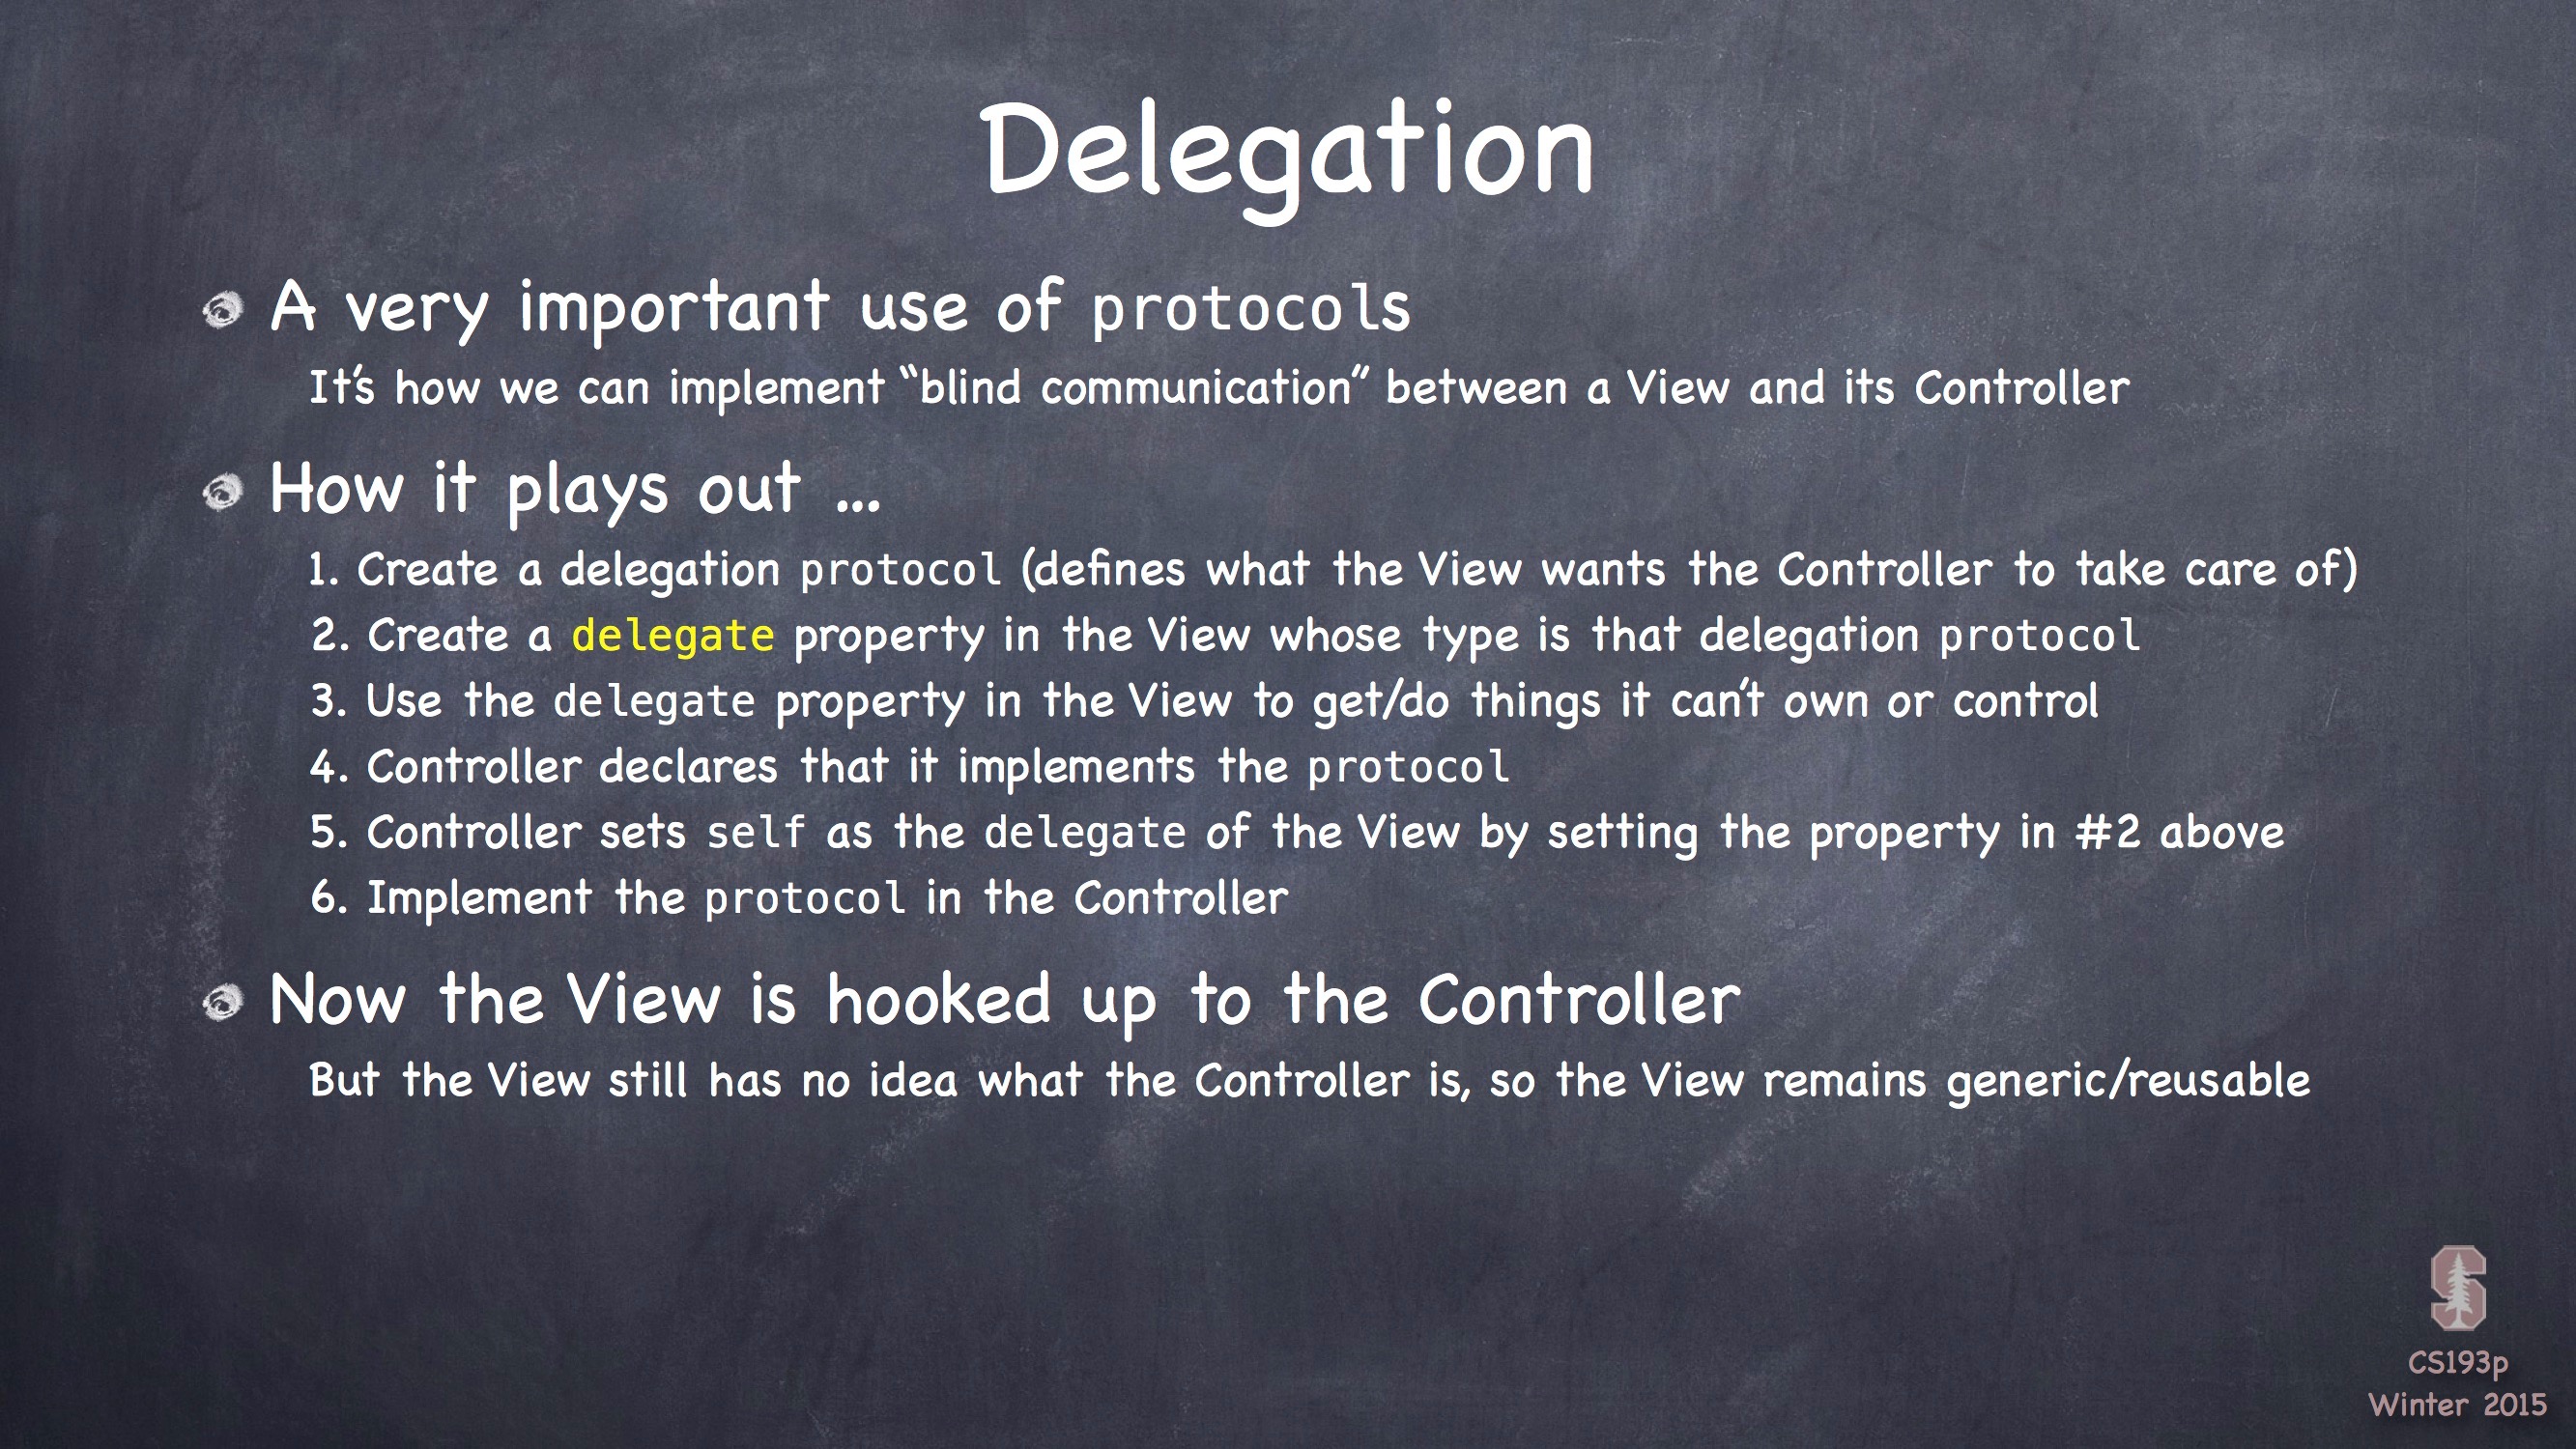 Delegation
A very important use of protocols
It's how we can implement “blind communication” between a View and its Controller
How it plays out ...
1. Create a delegation protocol (defines what the View wants the Controller to take care of)
2. Create a delegate property in the View whose type is that delegation protocol
3. Use the delegate property in the View to get/do things it can't own or control
4. Controller declares that it implements the protocol
5. Controller sets self as the delegate of the View by setting the property in #2 above
6. Implement the protocol in the Controller
Now the View is hooked up to the Controller
But the View still has no idea what the Controller is, so the View remains generic/reusable
S
CS193p
Winter 2015